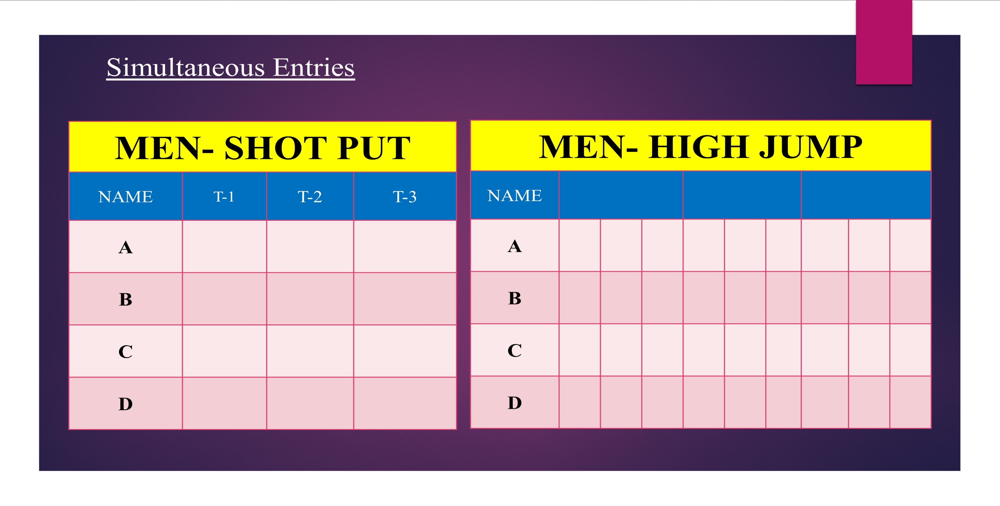 Simultaneous Entries
MEN- SHOT PUT
NAME T-1 T-2 T-3
A
B
C
D
MEN- HIGH JUMP
NAME
A
B
C
D